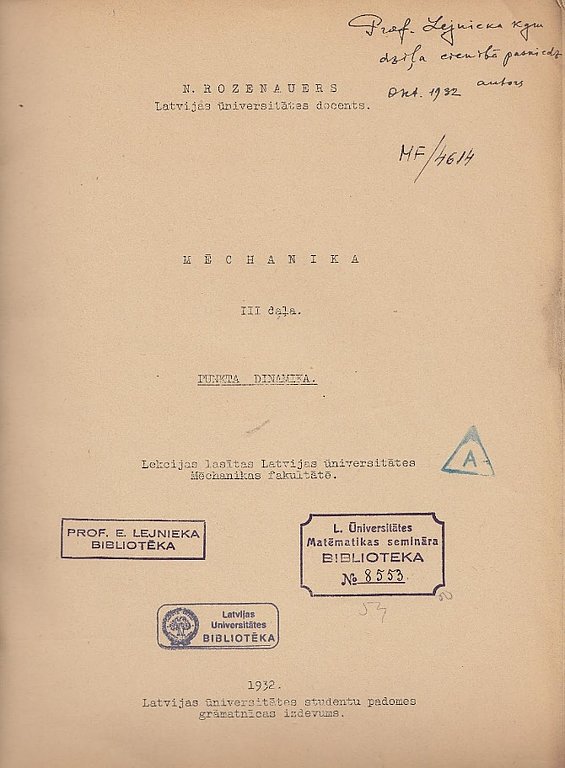 Prof. Lejnieka kgm
dziļā cienībā pasniedz
autors
Okt. 1932
MF/4614
N. ROZENAUERS
Latvijas ūniversitātes docents.
MĒCHANIKA
III daļa.
PUNKTA DINAMIKA.
Lekcijas lasītas Latvijas ūniversitātes
Mēchanikas fakultātē.
A
PROF. E. LEJNIEKA
BIBLIOTĒKA
L. Ūniversitātes
Matēmatikas semināra
BIBLIOTEKA
№ 8553.
Latvijas
Universitātes
BIBLIOTĒKA
1932.
Latvijas ūniversitātes studentu padomes
grāmatnīcas izdevums.